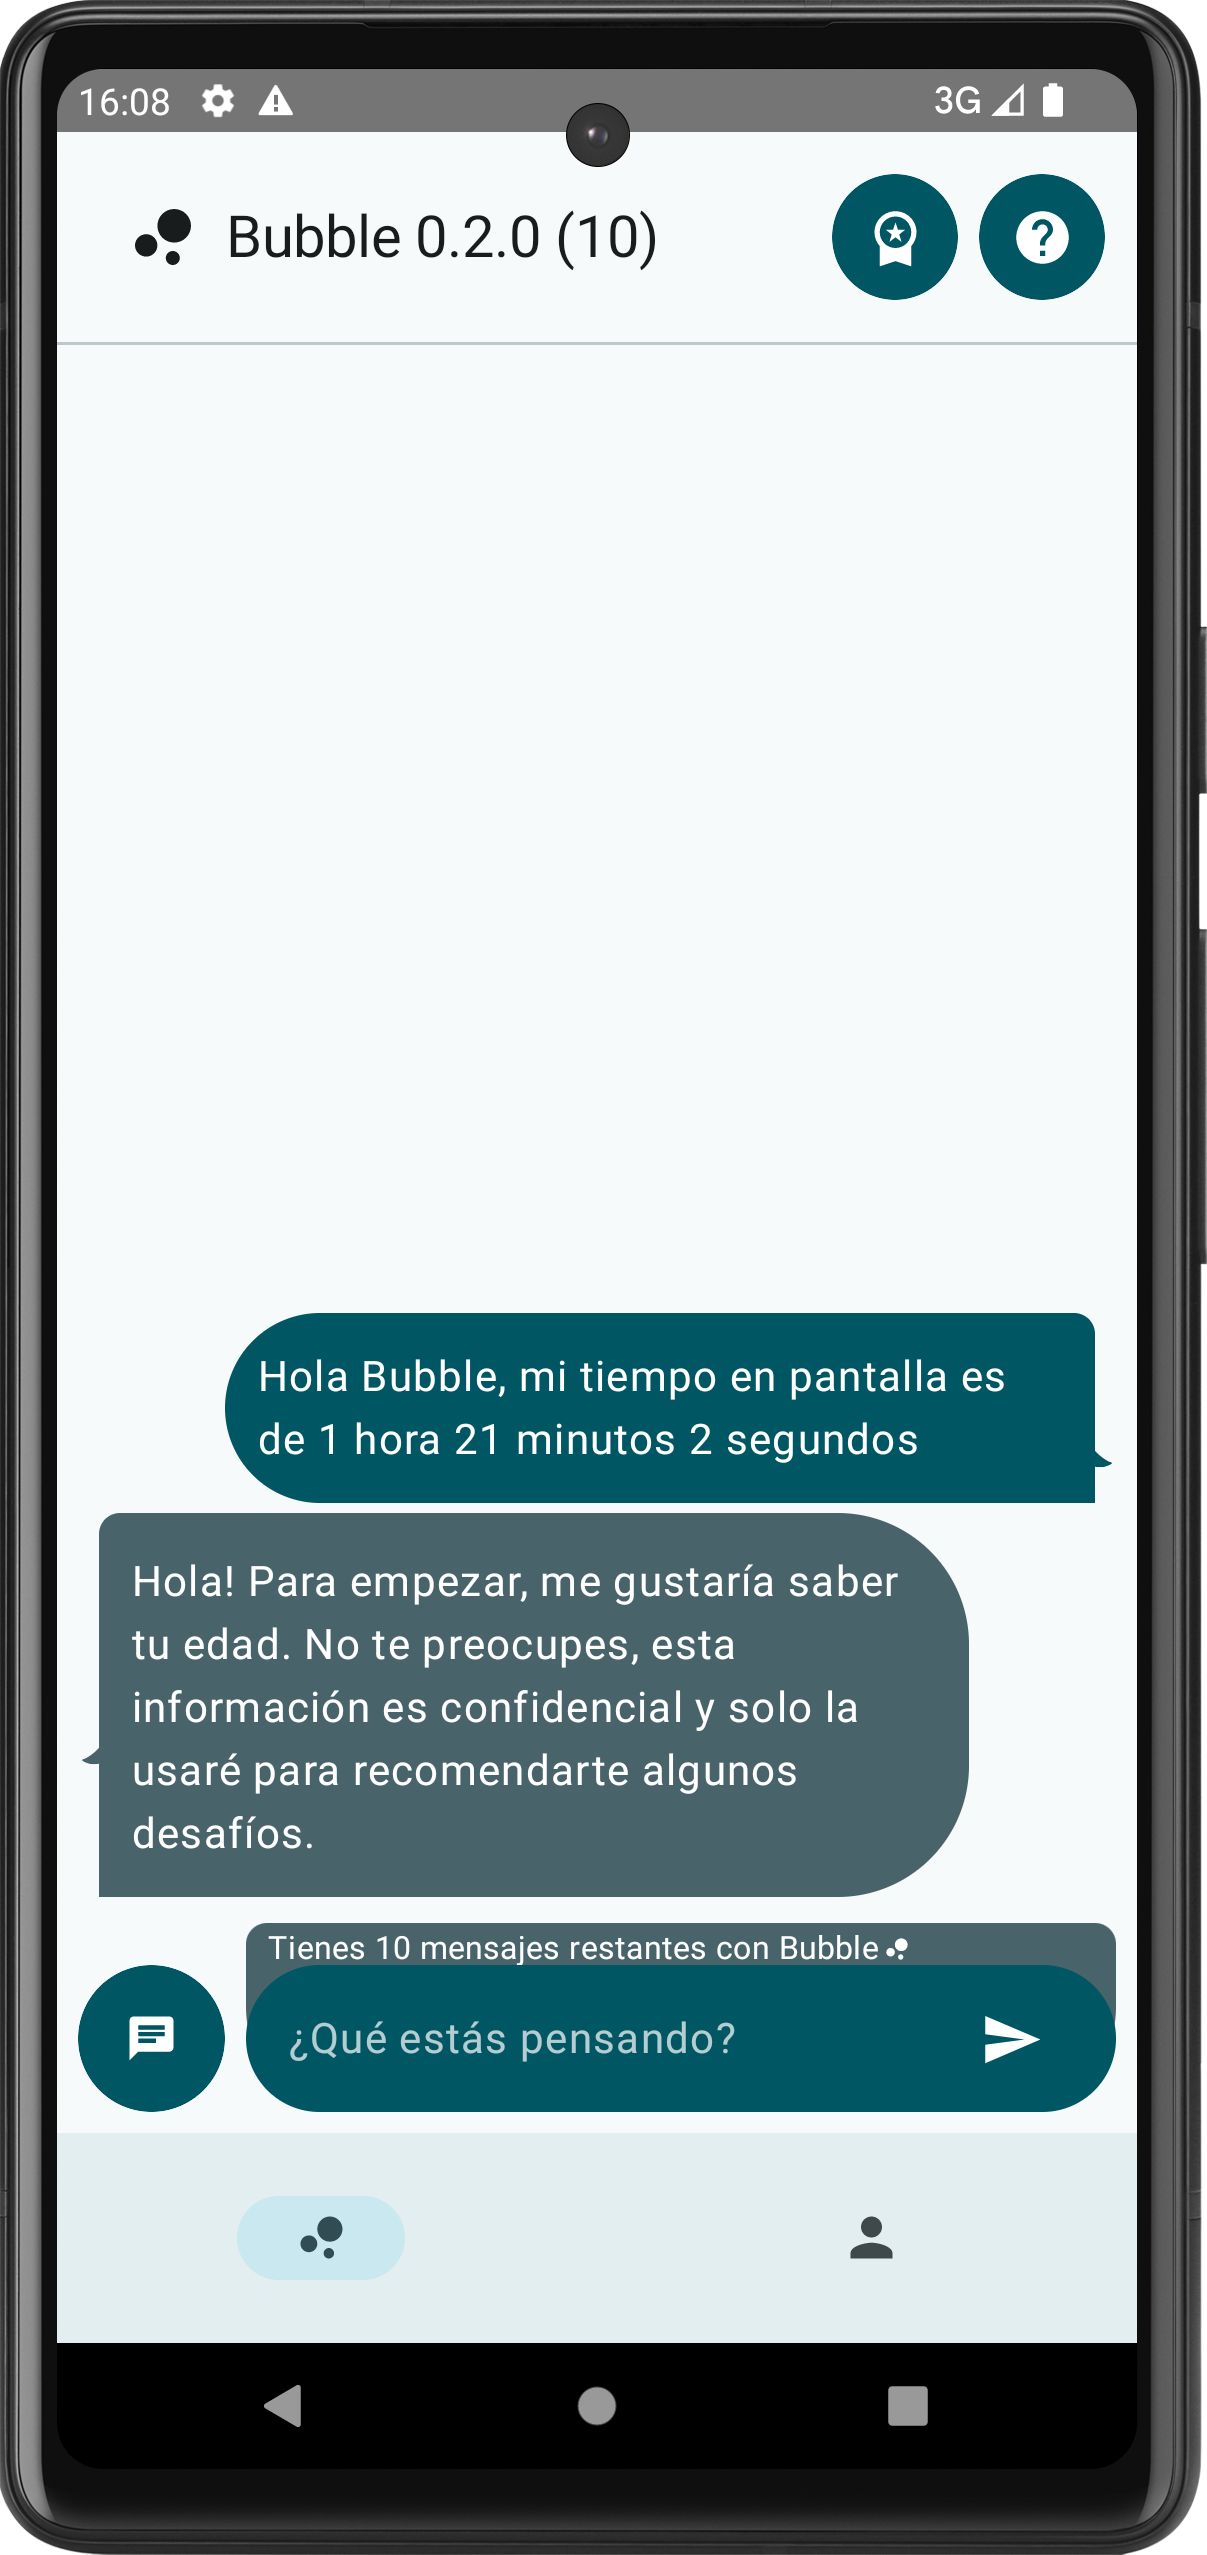 16:08
3G
Bubble 0.2.0 (10)
Hola Bubble, mi tiempo en pantalla es
de 1 hora 21 minutos 2 segundos
Hola! Para empezar, me gustaría saber
tu edad. No te preocupes, esta
información es confidencial y solo la
usaré para recomendarte algunos
desafíos.
Tienes 10 mensajes restantes con Bubble
¿Qué estás pensando?